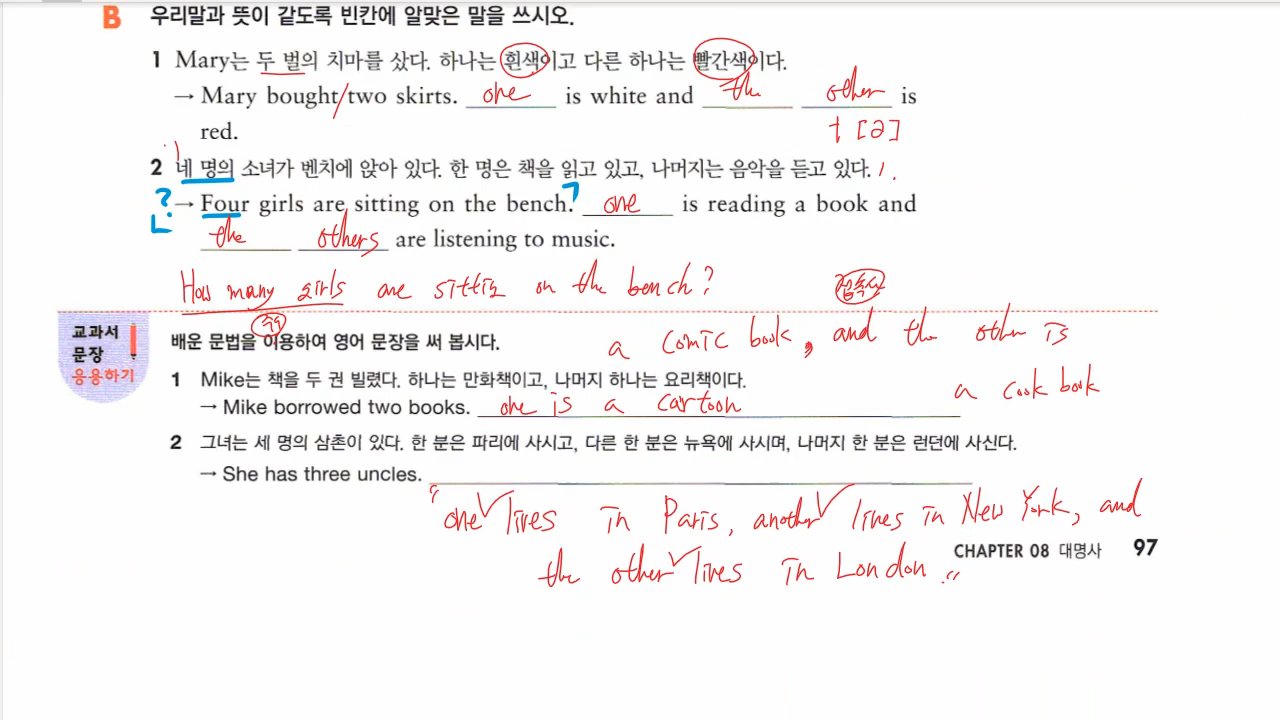 B 우리말과 뜻이 같도록 빈칸에 알맞은 말을 쓰시오.
1 Mary는 두 벌의 치마를 샀다. 하나는 흰색이고 다른 하나는 빨간색이다.
→ Mary bought/two skirts. one is white and the other is
red. t [ə]
2 네 명의 소녀가 벤치에 앉아 있다. 한 명은 책을 읽고 있고, 나머지는 음악을 듣고 있다.
? → Four girls are sitting on the bench. one is reading a book and
the others are listening to music.
How many girls are sitting on the bench? 접속사
교과서
문장
응용하기
배운 문법을 이용하여 영어 문장을 써 봅시다.
a comic book, and the other is
a cook book
1 Mike는 책을 두 권 빌렸다. 하나는 만화책이고, 나머지 하나는 요리책이다.
→ Mike borrowed two books. one is a cartoon
2 그녀는 세 명의 삼촌이 있다. 한 분은 파리에 사시고, 다른 한 분은 뉴욕에 사시며, 나머지 한 분은 런던에 사신다.
→ She has three uncles.
"one lives in Paris, another lives in New York, and
the other lives in London."
CHAPTER 08 대명사 97